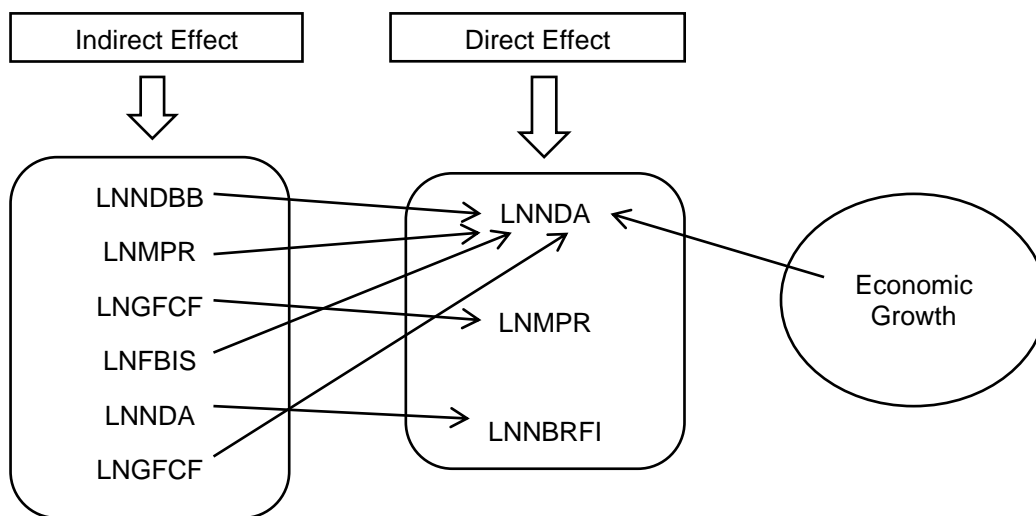 Indirect Effect
Direct Effect
LNNDBB
LNMPR
LNGFCF
LNFBIS
LNNDA
LNGFCF
LNNDA
LNMPR
LNNBRFI
Economic
Growth